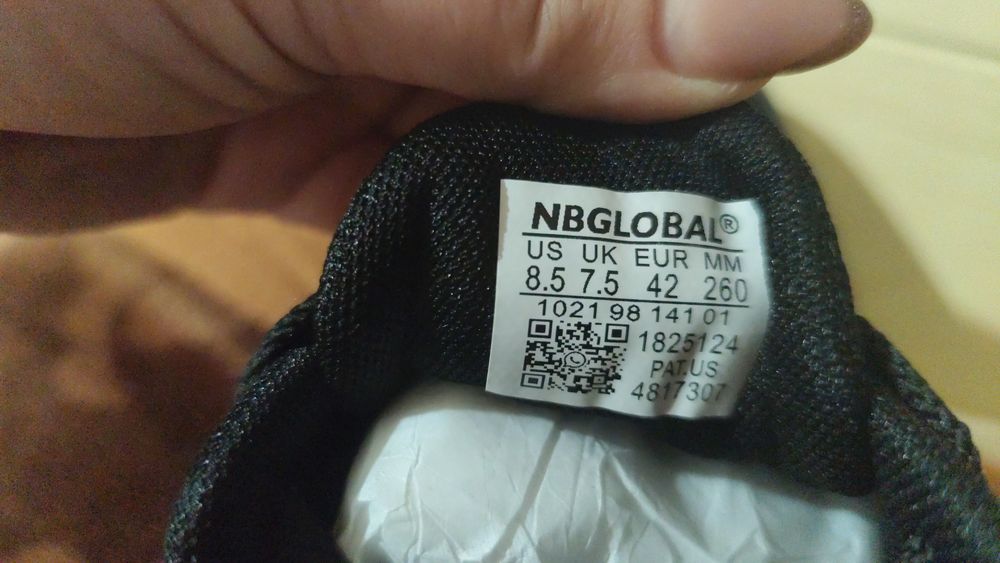 NBGLOBAL®
US UK EUR MM
8.5 7.5 42 260
1021 98 141 01
1825124
PAT.US
4817307